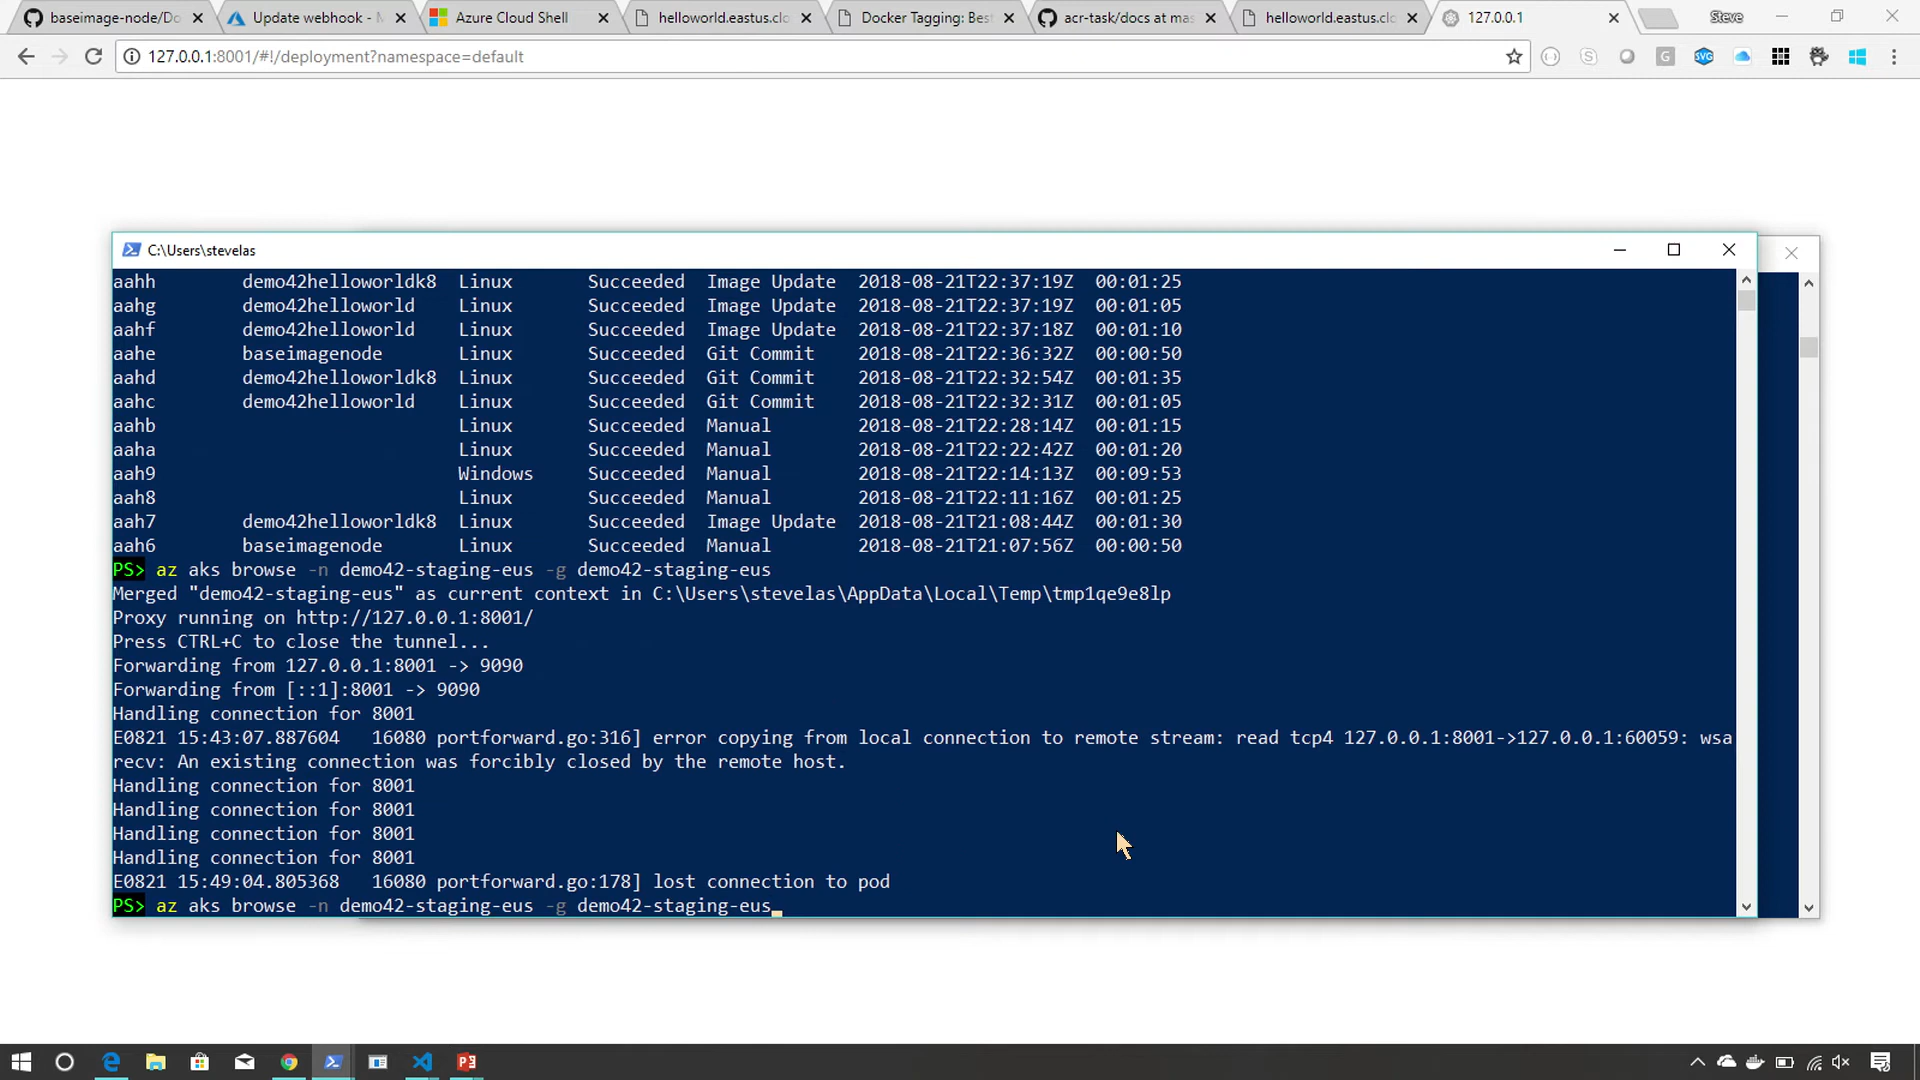 baseimage-node/Do
Update webhook - M
Azure Cloud Shell
helloworld.eastus.clo
Docker Tagging: Best
acr-task/docs at mas
helloworld.eastus.clo
127.0.0.1
Steve
127.0.0.1:8001/#!/deployment?namespace=default
C:\Users\stevelas
aahh demo42helloworldk8 Linux Succeeded Image Update 2018-08-21T22:37:19Z 00:01:25
aahg demo42helloworld Linux Succeeded Image Update 2018-08-21T22:37:19Z 00:01:05
aahf demo42helloworld Linux Succeeded Image Update 2018-08-21T22:37:18Z 00:01:10
aahe baseimagenode Linux Succeeded Git Commit 2018-08-21T22:36:32Z 00:00:50
aahd demo42helloworldk8 Linux Succeeded Git Commit 2018-08-21T22:32:54Z 00:01:35
aahc demo42helloworld Linux Succeeded Git Commit 2018-08-21T22:32:31Z 00:01:05
aahb Linux Succeeded Manual 2018-08-21T22:28:14Z 00:01:15
aaha Linux Succeeded Manual 2018-08-21T22:22:42Z 00:01:20
aah9 Windows Succeeded Manual 2018-08-21T22:14:13Z 00:09:53
aah8 Linux Succeeded Manual 2018-08-21T22:11:16Z 00:01:25
aah7 demo42helloworldk8 Linux Succeeded Image Update 2018-08-21T21:08:44Z 00:01:30
aah6 baseimagenode Linux Succeeded Manual 2018-08-21T21:07:56Z 00:00:50
PS> az aks browse -n demo42-staging-eus -g demo42-staging-eus
Merged "demo42-staging-eus" as current context in C:\Users\stevelas\AppData\Local\Temp\tmp1qe9e8lp
Proxy running on http://127.0.0.1:8001/
Press CTRL+C to close the tunnel...
Forwarding from 127.0.0.1:8001 -> 9090
Forwarding from [::1]:8001 -> 9090
Handling connection for 8001
E0821 15:43:07.887604 16080 portforward.go:316] error copying from local connection to remote stream: read tcp4 127.0.0.1:8001->127.0.0.1:60059: wsa
recv: An existing connection was forcibly closed by the remote host.
Handling connection for 8001
Handling connection for 8001
Handling connection for 8001
Handling connection for 8001
E0821 15:49:04.805368 16080 portforward.go:178] lost connection to pod
PS> az aks browse -n demo42-staging-eus -g demo42-staging-eus